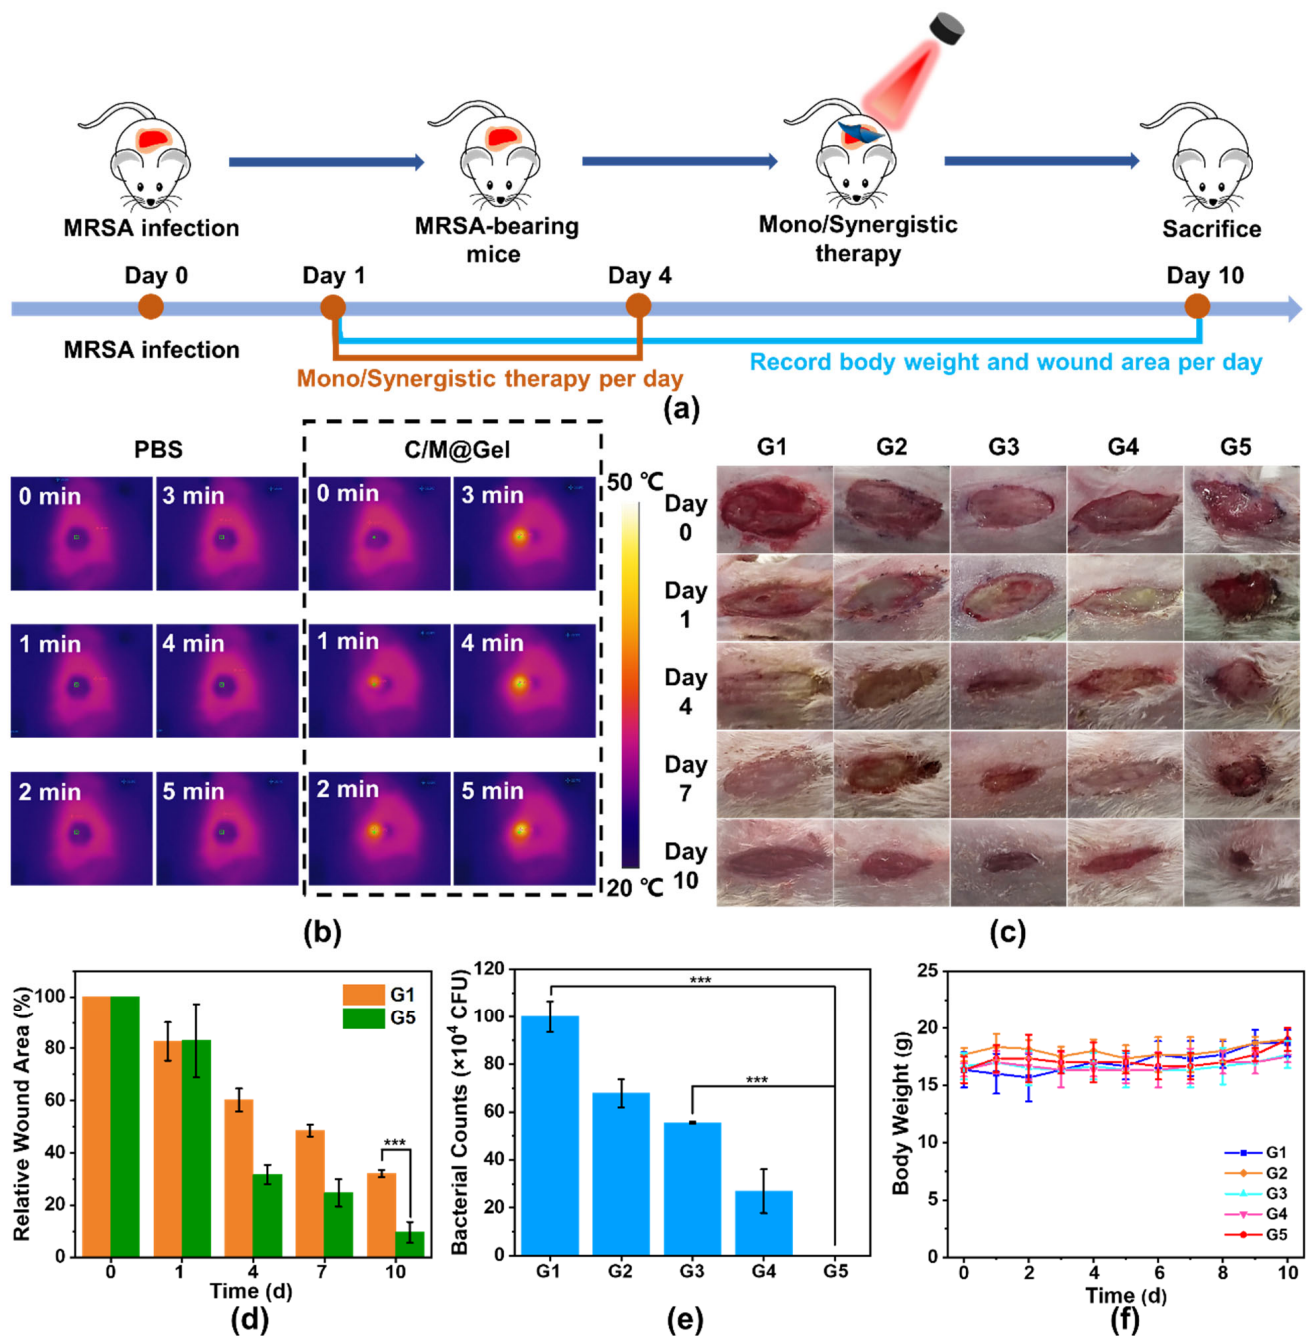 MRSA infection
MRSA-bearing
mice
Mono/Synergistic
therapy
Sacrifice
Day 0
Day 1
Day 4
Day 10
MRSA infection
Mono/Synergistic therapy per day
Record body weight and wound area per day
(a)
PBS
C/M@Gel
0 min
3 min
0 min
3 min
1 min
4 min
1 min
4 min
2 min
5 min
2 min
5 min
50 ℃
20 ℃
(b)
G1
G2
G3
G4
G5
Day
0
Day
1
Day
4
Day
7
Day
10
(c)
Relative Wound Area (%)
100
80
60
40
20
0
G1
G5
***
0
1
4
7
10
Time (d)
(d)
Bacterial Counts (×10⁴ CFU)
120
100
80
60
40
20
0
***
***
G1
G2
G3
G4
G5
(e)
Body Weight (g)
25
20
15
10
5
0
G1
G2
G3
G4
G5
0
2
4
6
8
10
Time (d)
(f)